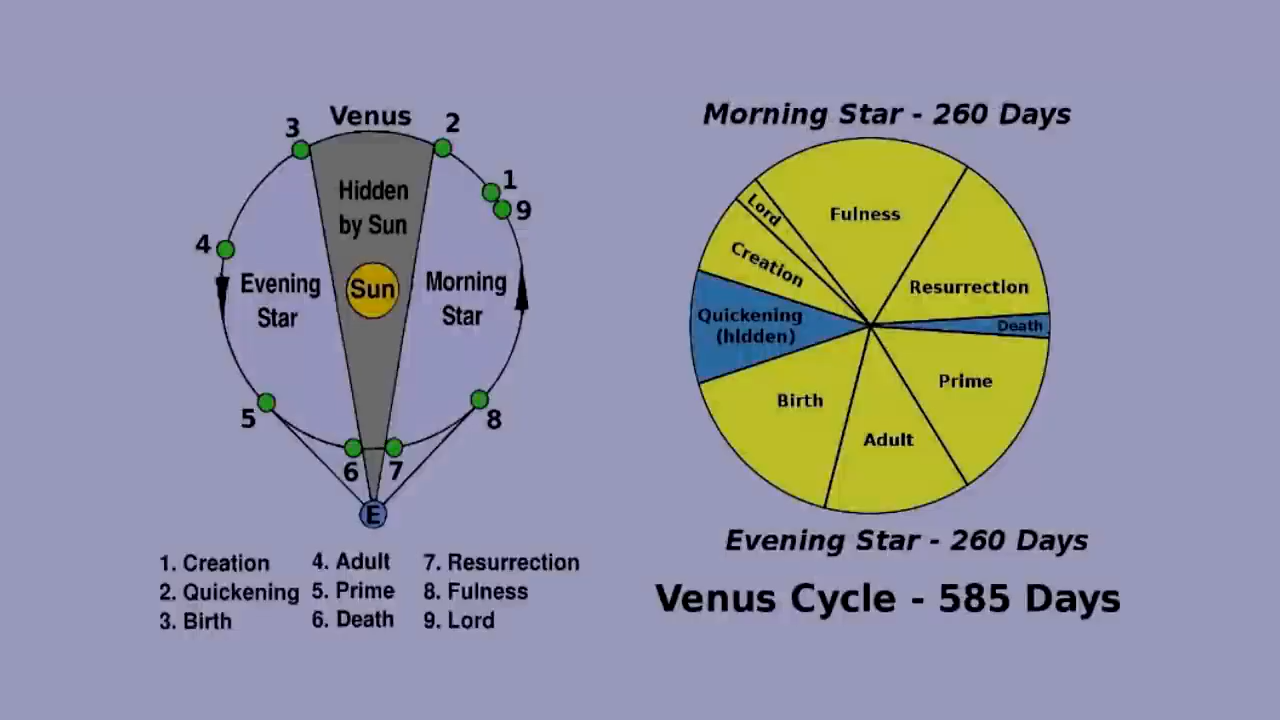 Venus
3
2
1
9
Hidden
by Sun
4
Evening
Star
Sun
Morning
Star
5
8
6
7
E
1. Creation
2. Quickening
3. Birth
4. Adult
5. Prime
6. Death
7. Resurrection
8. Fulness
9. Lord
Morning Star - 260 Days
Lord
Fulness
Creation
Resurrection
Quickening
(hidden)
Death
Prime
Birth
Adult
Evening Star - 260 Days
Venus Cycle - 585 Days